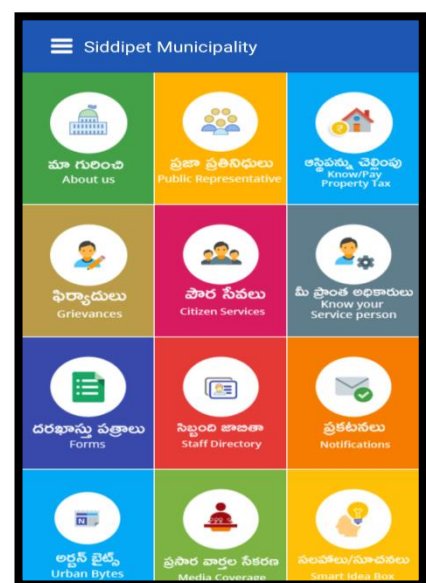 Siddipet Municipality
మా గురించి
About us
ప్రజా ప్రతినిధులు
Public Representative
ఆస్థిపన్ను చెల్లింపు
Know/Pay
Property Tax
ఫిర్యాదులు
Grievances
పౌర సేవలు
Citizen Services
మీ ప్రాంత అధికారులు
Know your
Service person
దరఖాస్తు పత్రాలు
Forms
సిబ్బంది జాబితా
Staff Directory
ప్రకటనలు
Notifications
అర్బన్ బైట్స్
Urban Bytes
ప్రసార వార్తల సేకరణ
Media Coverage
సలహాలు/సూచనలు
Smart Idea Box